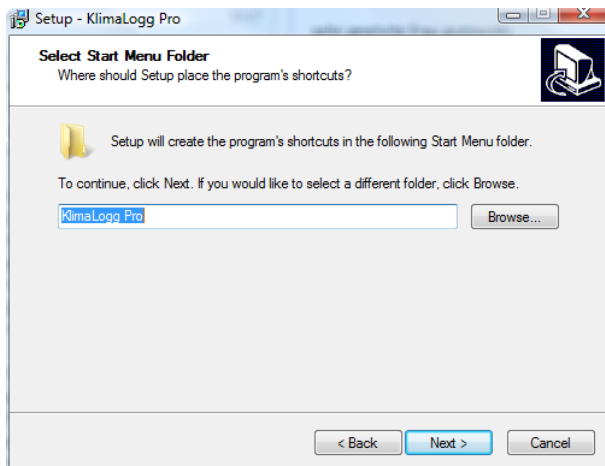 Setup - KlimaLogg Pro
Select Start Menu Folder
Where should Setup place the program's shortcuts?
Setup will create the program's shortcuts in the following Start Menu folder.
To continue, click Next. If you would like to select a different folder, click Browse.
KlimaLogg Pro
Browse...
< Back
Next >
Cancel